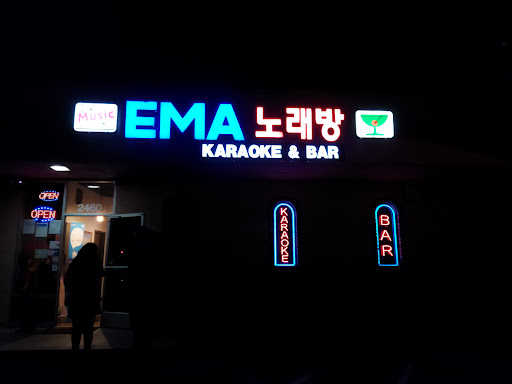 Music
EMA 노래방
KARAOKE & BAR
OPEN
OPEN
2460
KARAOKE
BAR